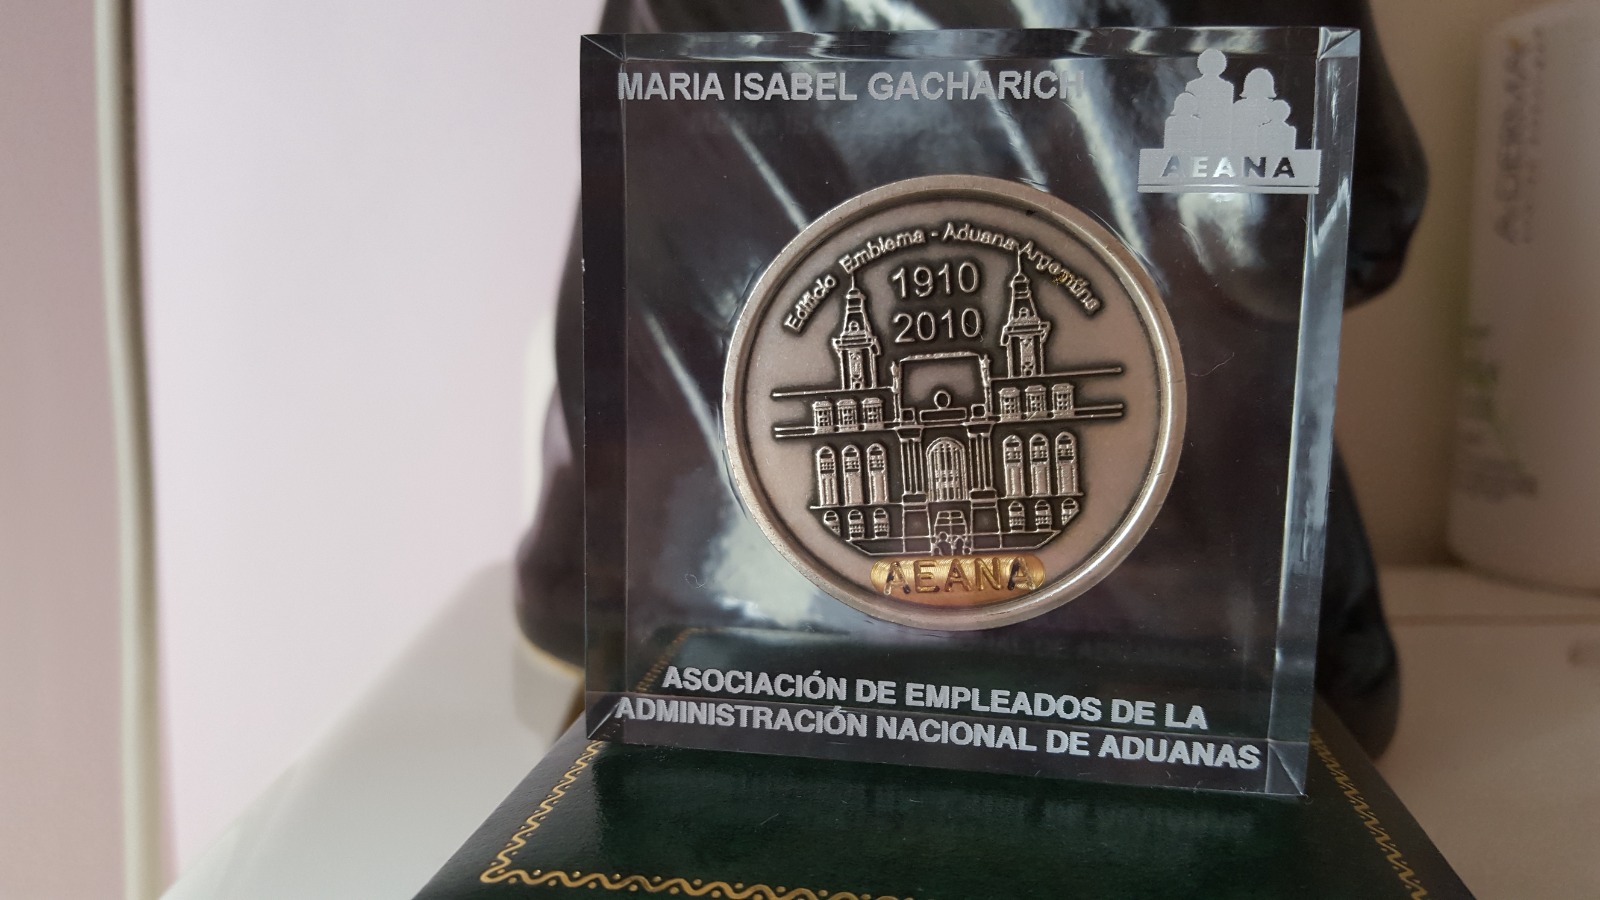 MARIA ISABEL GACHARICH
AEANA
Edificio Emblema - Aduana Argentina
1910
2010
AEANA
ASOCIACIÓN DE EMPLEADOS DE LA
ADMINISTRACIÓN NACIONAL DE ADUANAS